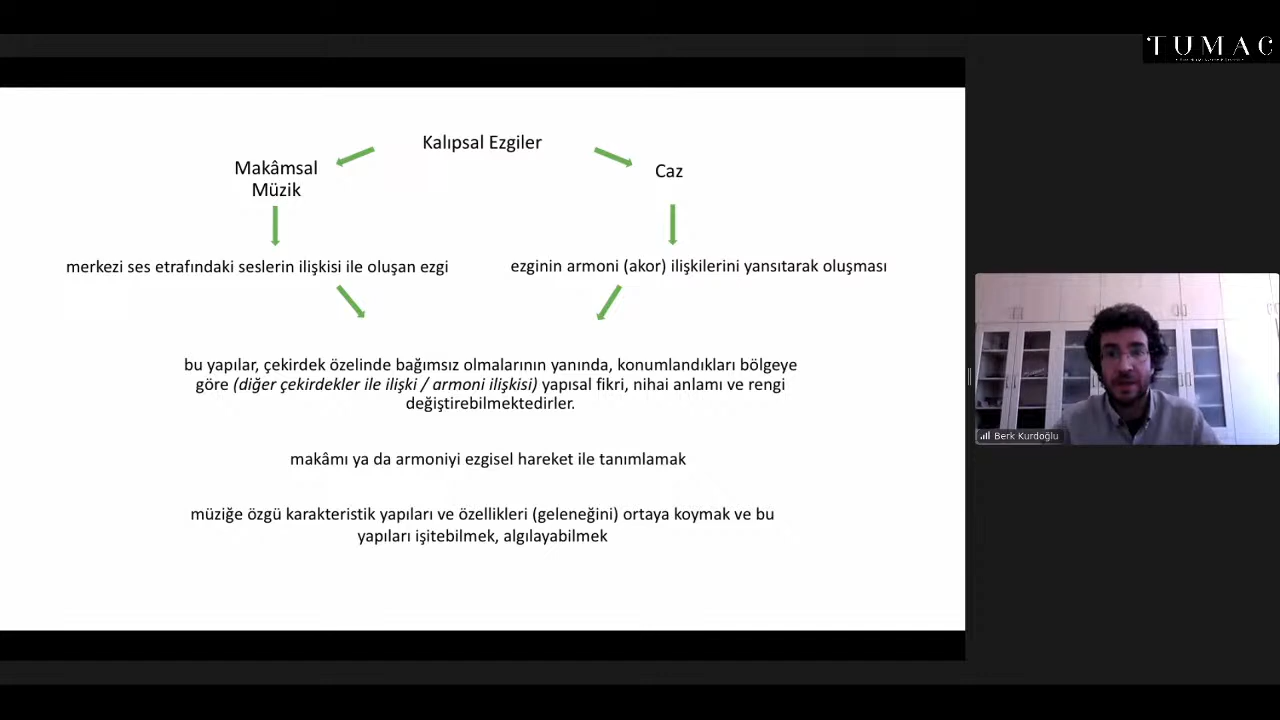 TUMAC
Kalıpsal Ezgiler
Makâmsal
Müzik
Caz
merkezi ses etrafındaki seslerin ilişkisi ile oluşan ezgi
ezginin armoni (akor) ilişkilerini yansıtarak oluşması
bu yapılar, çekirdek özelinde bağımsız olmalarının yanında, konumlandıkları bölgeye
göre (diğer çekirdekler ile ilişki / armoni ilişkisi) yapısal fikri, nihai anlamı ve rengi
değiştirebilmektedirler.
makâmı ya da armoniyi ezgisel hareket ile tanımlamak
müziğe özgü karakteristik yapıları ve özellikleri (geleneğini) ortaya koymak ve bu
yapıları işitebilmek, algılayabilmek
Berk Kurdoğlu